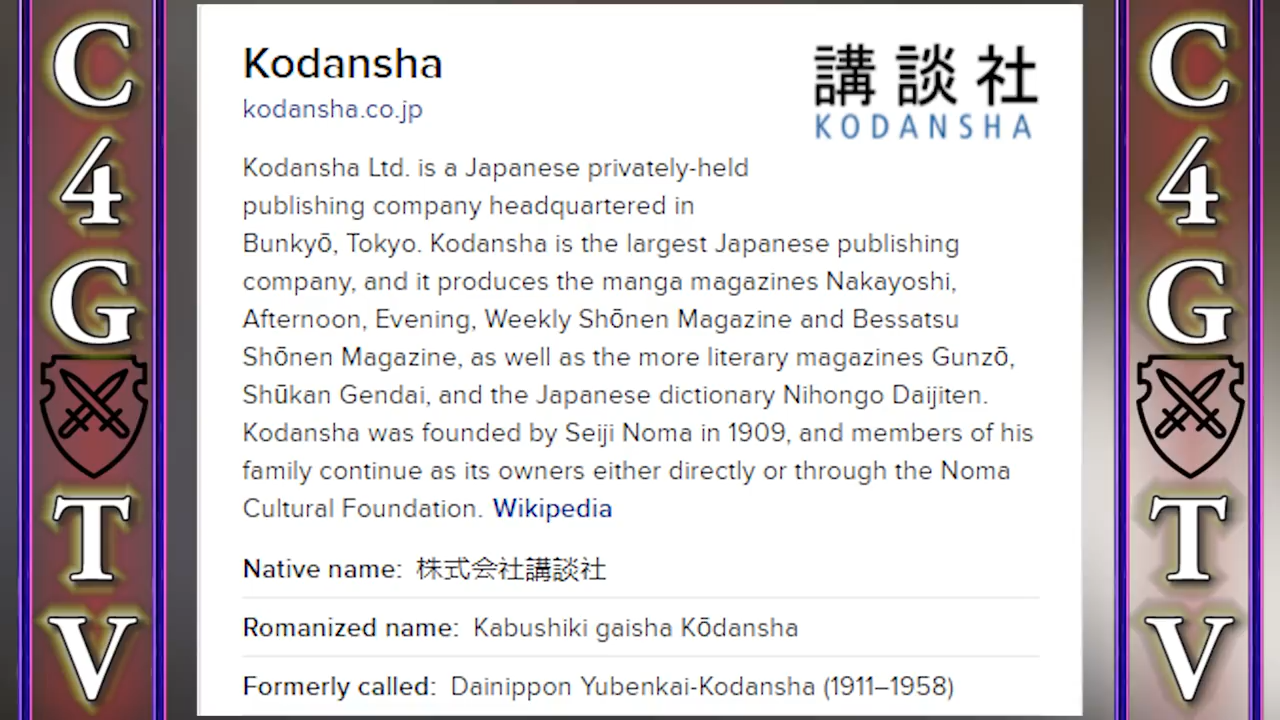 C
4
G
T
V
Kodansha
kodansha.co.jp
講談社
KODANSHA
Kodansha Ltd. is a Japanese privately-held
publishing company headquartered in
Bunkyō, Tokyo. Kodansha is the largest Japanese publishing
company, and it produces the manga magazines Nakayoshi,
Afternoon, Evening, Weekly Shōnen Magazine and Bessatsu
Shōnen Magazine, as well as the more literary magazines Gunzō,
Shūkan Gendai, and the Japanese dictionary Nihongo Daijiten.
Kodansha was founded by Seiji Noma in 1909, and members of his
family continue as its owners either directly or through the Noma
Cultural Foundation. Wikipedia
Native name: 株式会社講談社
Romanized name: Kabushiki gaisha Kōdansha
Formerly called: Dainippon Yubenkai-Kodansha (1911–1958)
C
4
G
T
V